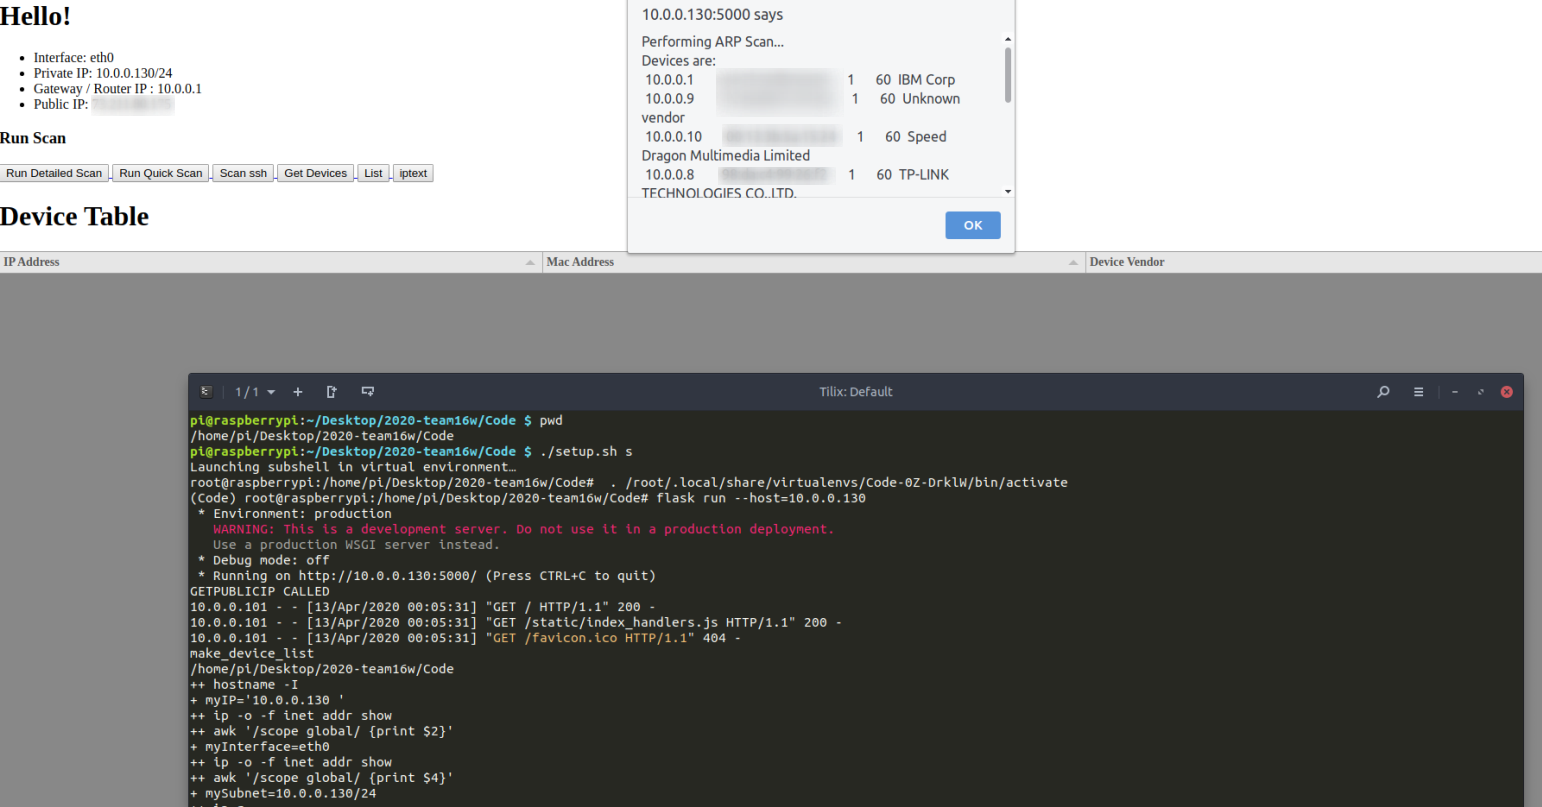 Hello!
Interface: eth0
Private IP: 10.0.0.130/24
Gateway / Router IP : 10.0.0.1
Public IP:
Run Scan
Run Detailed Scan Run Quick Scan Scan ssh Get Devices List iptext
Device Table
IP Address Mac Address Device Vendor
10.0.0.130:5000 says
Performing ARP Scan...
Devices are:
10.0.0.1 1 60 IBM Corp
10.0.0.9 1 60 Unknown
vendor
10.0.0.10 1 60 Speed
Dragon Multimedia Limited
10.0.0.8 1 60 TP-LINK
TECHNOLOGIES CO.,LTD.
OK
1 / 1 Tilix: Default
pi@raspberrypi:~/Desktop/2020-team16w/Code $ pwd
/home/pi/Desktop/2020-team16w/Code
pi@raspberrypi:~/Desktop/2020-team16w/Code $ ./setup.sh s
Launching subshell in virtual environment…
root@raspberrypi:/home/pi/Desktop/2020-team16w/Code#  . /root/.local/share/virtualenvs/Code-0Z-DrklW/bin/activate
(Code) root@raspberrypi:/home/pi/Desktop/2020-team16w/Code# flask run --host=10.0.0.130
* Environment: production
WARNING: This is a development server. Do not use it in a production deployment.
Use a production WSGI server instead.
* Debug mode: off
* Running on http://10.0.0.130:5000/ (Press CTRL+C to quit)
GETPUBLICIP CALLED
10.0.0.101 - - [13/Apr/2020 00:05:31] "GET / HTTP/1.1" 200 -
10.0.0.101 - - [13/Apr/2020 00:05:31] "GET /static/index_handlers.js HTTP/1.1" 200 -
10.0.0.101 - - [13/Apr/2020 00:05:31] "GET /favicon.ico HTTP/1.1" 404 -
make_device_list
/home/pi/Desktop/2020-team16w/Code
++ hostname -I
+ myIP='10.0.0.130 '
++ ip -o -f inet addr show
++ awk '/scope global/ {print $2}'
+ myInterface=eth0
++ ip -o -f inet addr show
++ awk '/scope global/ {print $4}'
+ mySubnet=10.0.0.130/24